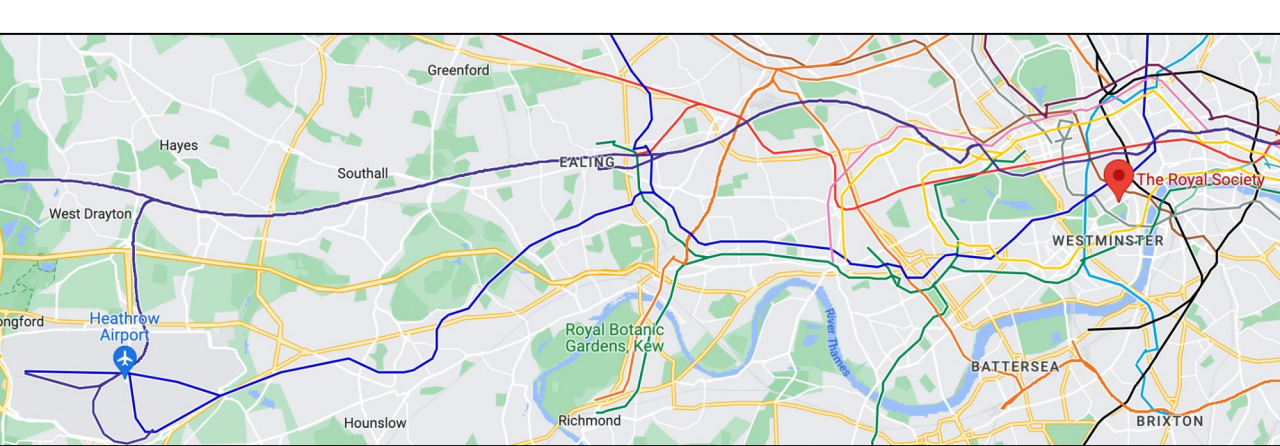 Greenford
Hayes
EALING
Southall
The Royal Society
West Drayton
WESTMINSTER
ongford
Heathrow
Airport
Royal Botanic
Gardens, Kew
River Thames
BATTERSEA
Hounslow
Richmond
BRIXTON